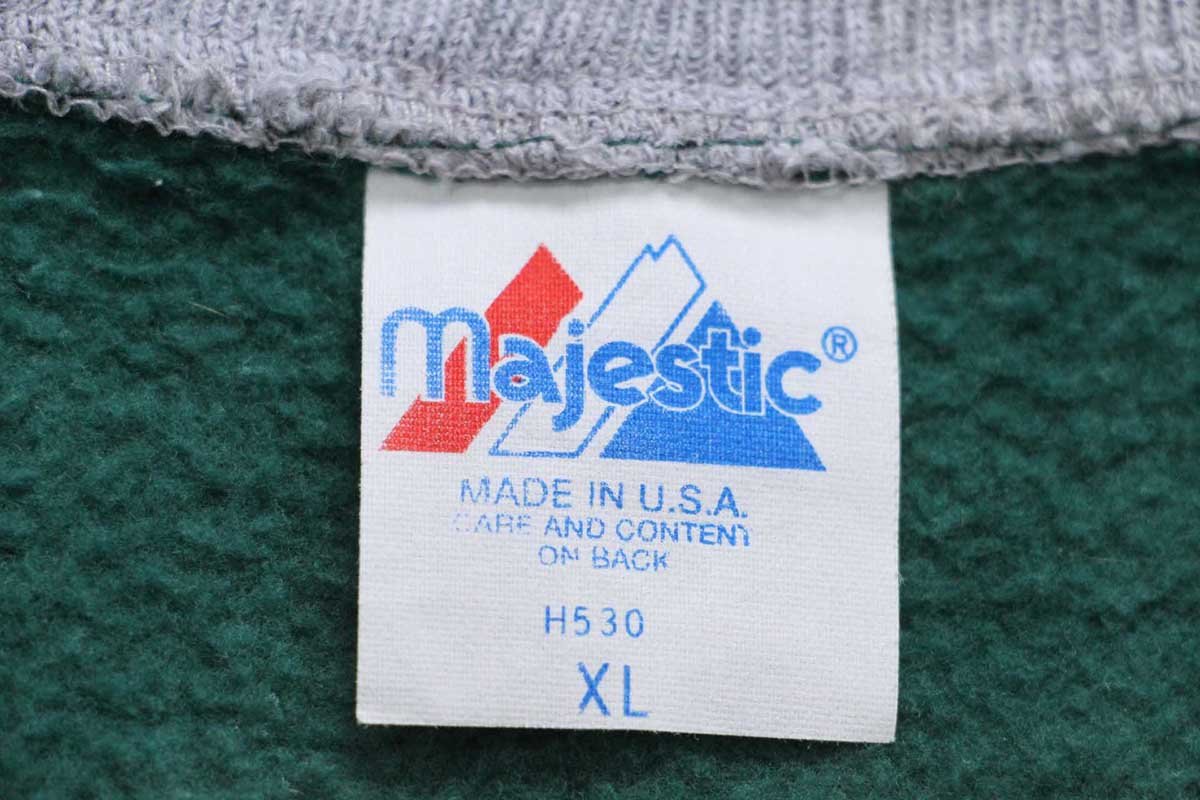 majestic®
MADE IN U.S.A.
CARE AND CONTENT
ON BACK
H530
XL